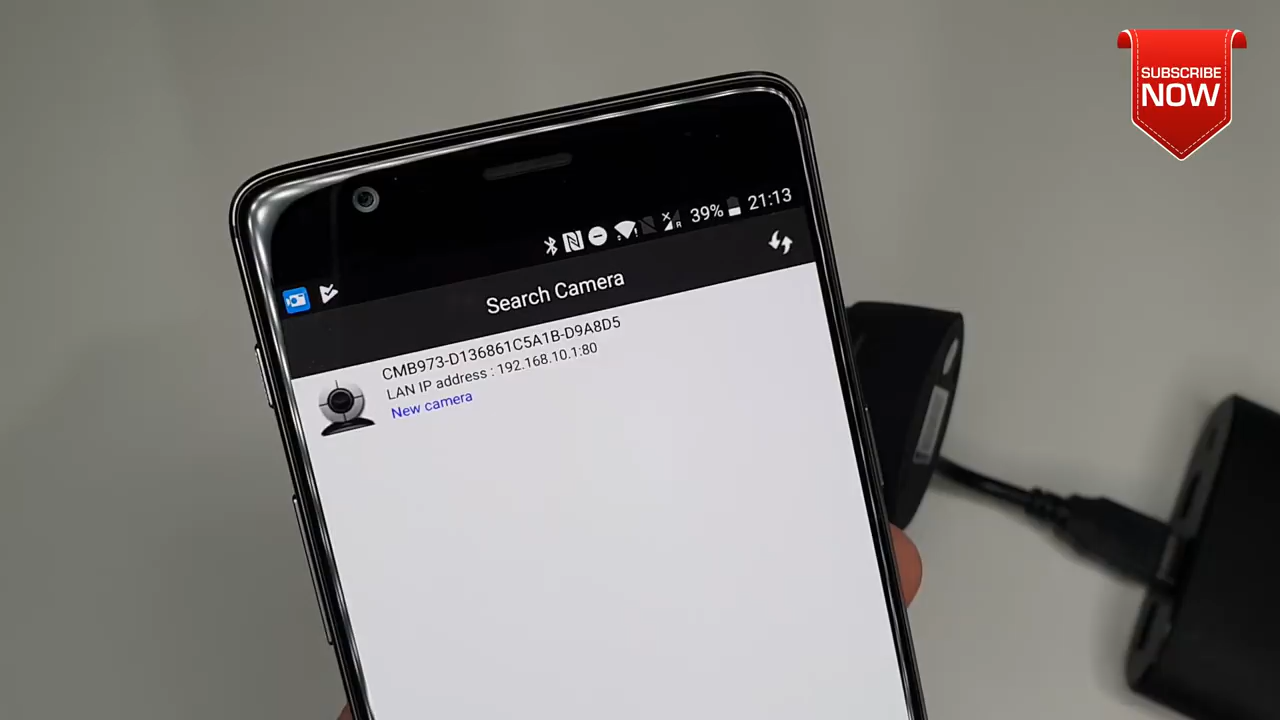 SUBSCRIBE
NOW
39% 21:13
Search Camera
CMB973-D136861C5A1B-D9A8D5
LAN IP address : 192.168.10.1:80
New camera